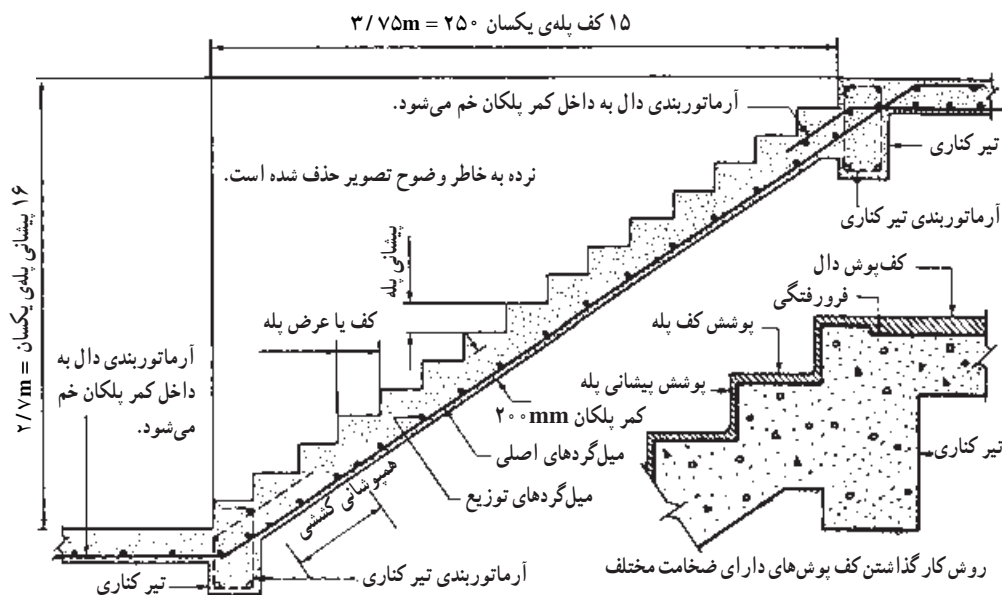 ۱۵ کف پله‌ی یکسان ۲۵۰ = ۳/۷۵m
آرماتوربندی دال به داخل کمر پلکان خم می‌شود.
تیر کناری
نرده به خاطر وضوح تصویر حذف شده است.
آرماتوربندی تیر کناری
۱۶ پیشانی پله‌ی یکسان = ۲/۷m
پیشانی پله
کف‌پوش دال
فرورفتگی
کف یا عرض پله
پوشش کف پله
آرماتوربندی دال به
داخل کمر پلکان خم
می‌شود.
پوشش پیشانی پله
کمر پلکان ۲۰۰mm
میل‌گردهای اصلی
تیر کناری
همپوشانی کششی
میل‌گردهای توزیع
تیر کناری
آرماتوربندی تیر کناری
روش کار گذاشتن کف پوش‌های دارای ضخامت مختلف